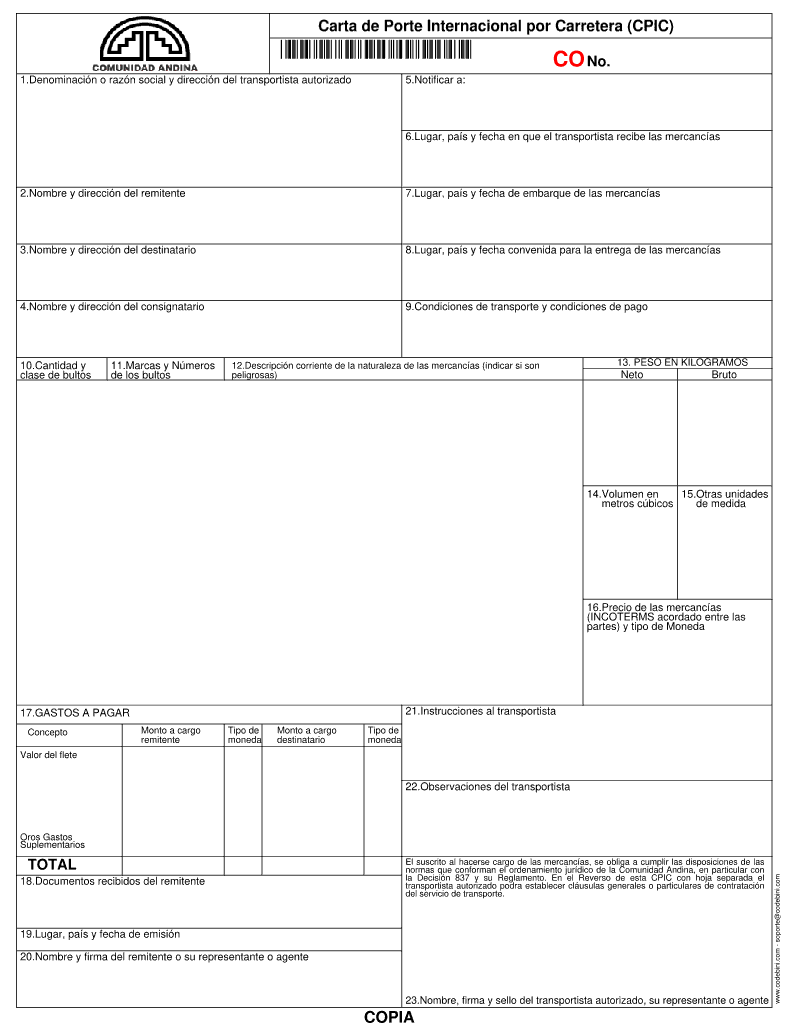 COMUNIDAD ANDINA
Carta de Porte Internacional por Carretera (CPIC)
CO No.
1.Denominación o razón social y dirección del transportista autorizado
5.Notificar a:
6.Lugar, país y fecha en que el transportista recibe las mercancías
2.Nombre y dirección del remitente
7.Lugar, país y fecha de embarque de las mercancías
3.Nombre y dirección del destinatario
8.Lugar, país y fecha convenida para la entrega de las mercancías
4.Nombre y dirección del consignatario
9.Condiciones de transporte y condiciones de pago
10.Cantidad y
clase de bultos
11.Marcas y Números
de los bultos
12.Descripción corriente de la naturaleza de las mercancías (indicar si son
peligrosas)
13. PESO EN KILOGRAMOS
Neto
Bruto
14.Volumen en
metros cúbicos
15.Otras unidades
de medida
16.Precio de las mercancías
(INCOTERMS acordado entre las
partes) y tipo de Moneda
17.GASTOS A PAGAR
Concepto
Monto a cargo
remitente
Tipo de
moneda
Monto a cargo
destinatario
Tipo de
moneda
Valor del flete
Oros Gastos
Suplementarios
TOTAL
21.Instrucciones al transportista
22.Observaciones del transportista
El suscrito al hacerse cargo de las mercancías, se obliga a cumplir las disposiciones de las
normas que conforman el ordenamiento jurídico de la Comunidad Andina, en particular con
la Decisión 837 y su Reglamento. En el Reverso de esta CPIC con hoja separada el
transportista autorizado podra establecer cláusulas generales o particulares de contratación
del servicio de transporte.
18.Documentos recibidos del remitente
19.Lugar, país y fecha de emisión
20.Nombre y firma del remitente o su representante o agente
23.Nombre, firma y sello del transportista autorizado, su representante o agente
www.codebini.com - soporte@codebini.com
COPIA